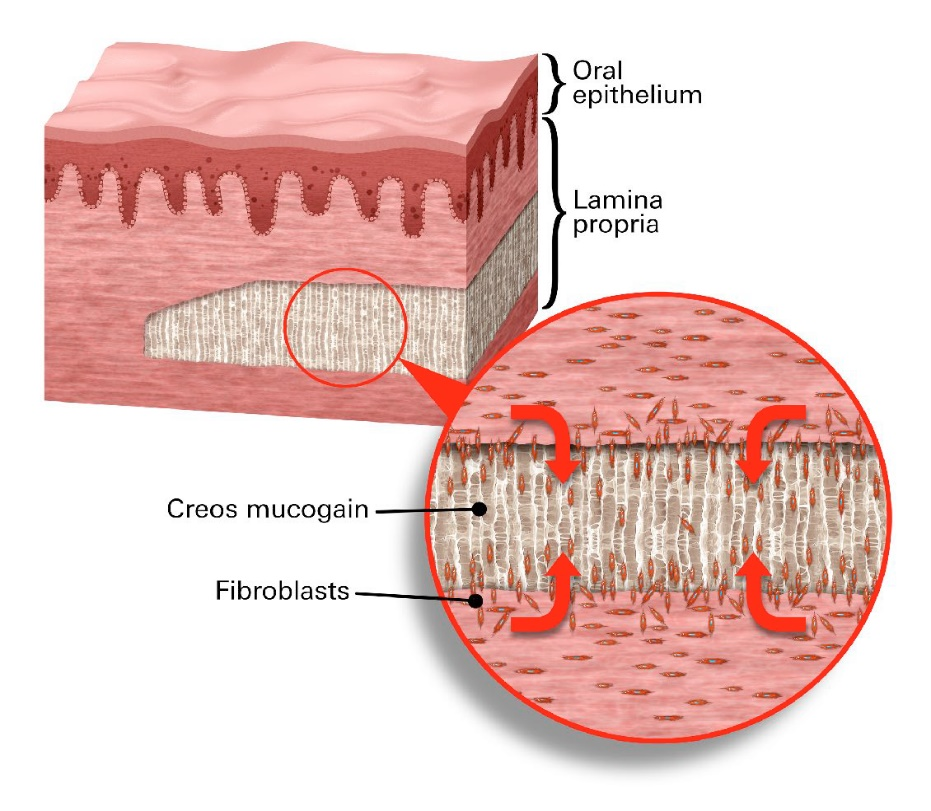 Oral
epithelium
Lamina
propria
Creos mucogain
Fibroblasts